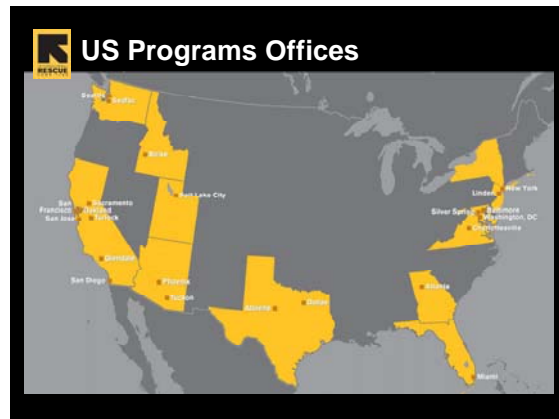 RESCUE
US Programs Offices
Seattle
SeaTac
Boise
Salt Lake City
San Francisco
Sacramento
Oakland
San Jose
Turlock
Glendale
San Diego
Phoenix
Tucson
Abilene
Dallas
Atlanta
Miami
New York
Linden
Silver Spring
Baltimore
Washington, DC
Charlottesville